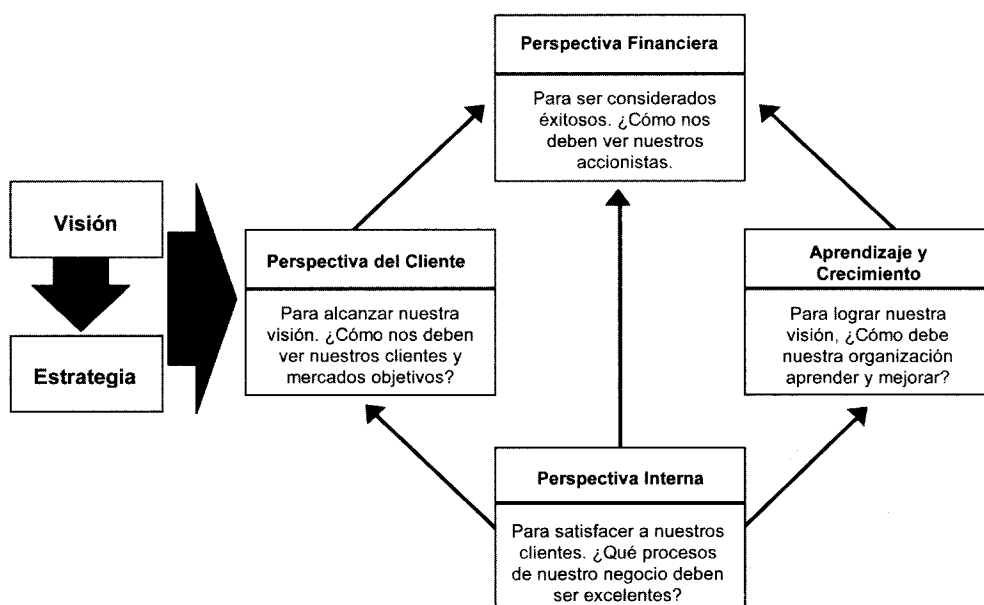 Perspectiva Financiera
Para ser considerados
éxitosos. ¿Cómo nos
deben ver nuestros
accionistas.
Visión
Estrategia
Perspectiva del Cliente
Para alcanzar nuestra
visión. ¿Cómo nos deben
ver nuestros clientes y
mercados objetivos?
Aprendizaje y
Crecimiento
Para lograr nuestra
visión, ¿Cómo debe
nuestra organización
aprender y mejorar?
Perspectiva Interna
Para satisfacer a nuestros
clientes. ¿Qué procesos
de nuestro negocio deben
ser excelentes?